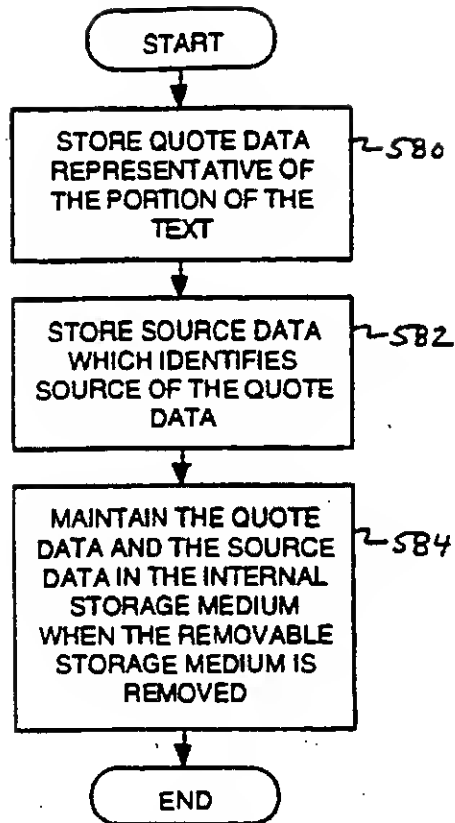 START
STORE QUOTE DATA
REPRESENTATIVE OF
THE PORTION OF THE
TEXT
580
STORE SOURCE DATA
WHICH IDENTIFIES
SOURCE OF THE QUOTE
DATA
582
MAINTAIN THE QUOTE
DATA AND THE SOURCE
DATA IN THE INTERNAL
STORAGE MEDIUM
WHEN THE REMOVABLE
STORAGE MEDIUM IS
REMOVED
584
END